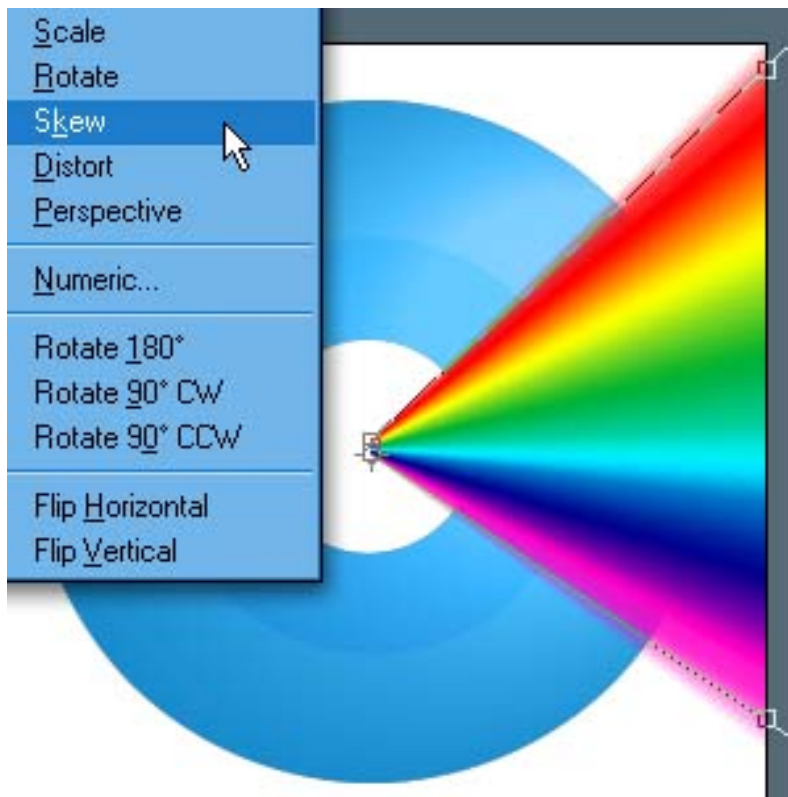 Scale
Rotate
Skew
Distort
Perspective
Numeric...
Rotate 180°
Rotate 90° CW
Rotate 90° CCW
Flip Horizontal
Flip Vertical